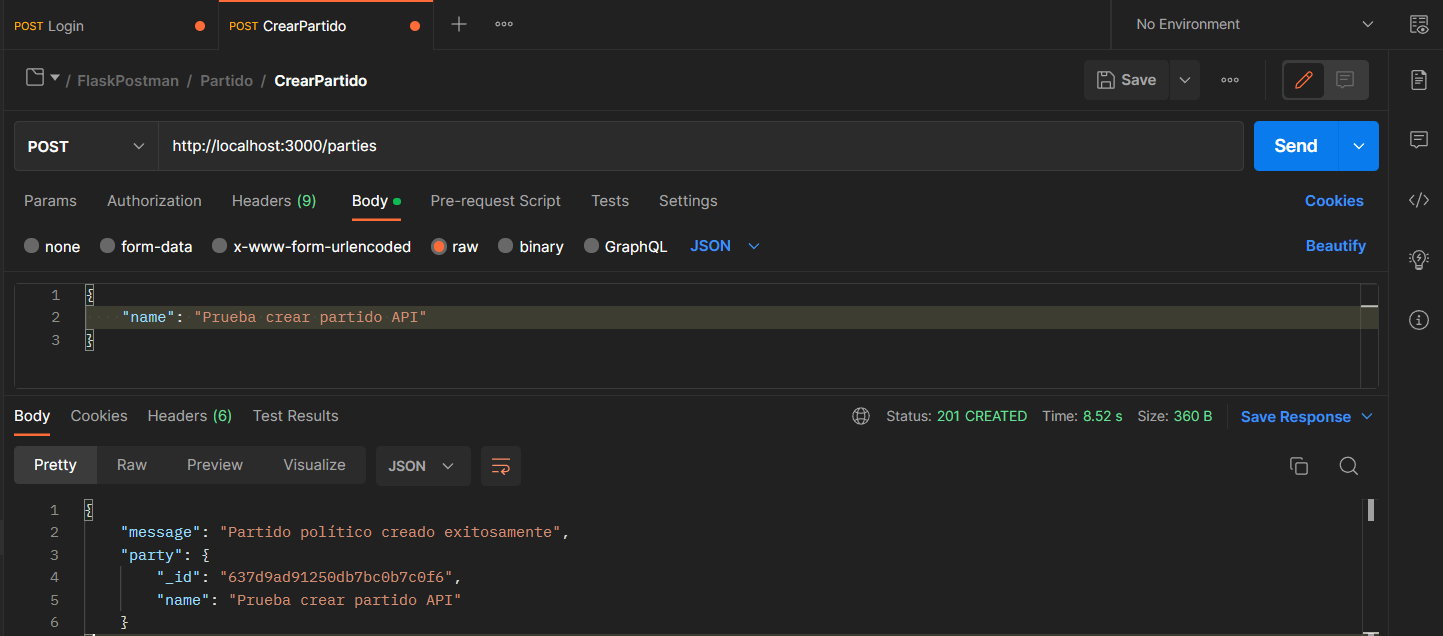 POST Login
POST CrearPartido
No Environment
/ FlaskPostman / Partido / CrearPartido
Save
POST
http://localhost:3000/parties
Send
Params Authorization Headers (9) Body Pre-request Script Tests Settings Cookies
none form-data x-www-form-urlencoded raw binary GraphQL JSON Beautify
1 {
2 "name": "Prueba crear partido API"
3 }
Body Cookies Headers (6) Test Results Status: 201 CREATED Time: 8.52 s Size: 360 B Save Response
Pretty Raw Preview Visualize JSON
1 {
2 "message": "Partido político creado exitosamente",
3 "party": {
4 "_id": "637d9ad91250db7bc0b7c0f6",
5 "name": "Prueba crear partido API"
6 }